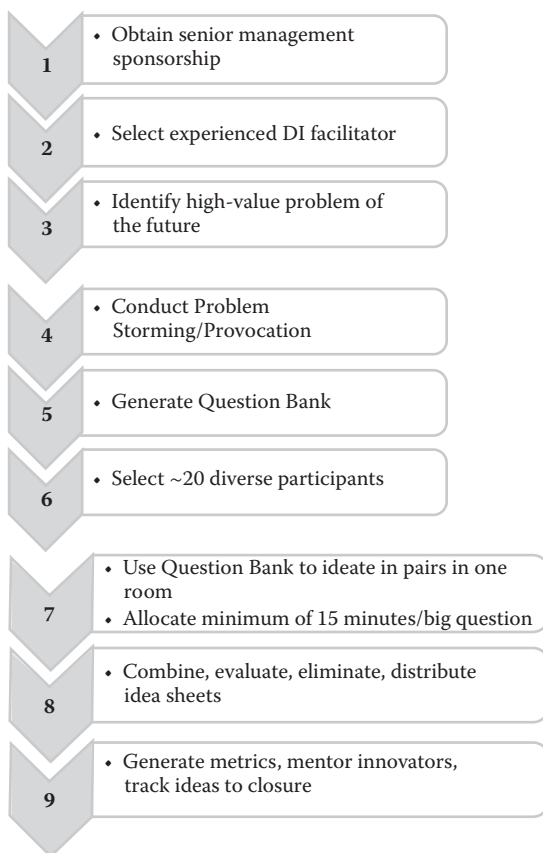 1
• Obtain senior management
sponsorship
2
• Select experienced DI facilitator
3
• Identify high-value problem of
the future
4
• Conduct Problem
Storming/Provocation
5
• Generate Question Bank
6
• Select ~20 diverse participants
7
• Use Question Bank to ideate in pairs in one
room
• Allocate minimum of 15 minutes/big question
8
• Combine, evaluate, eliminate, distribute
idea sheets
9
• Generate metrics, mentor innovators,
track ideas to closure